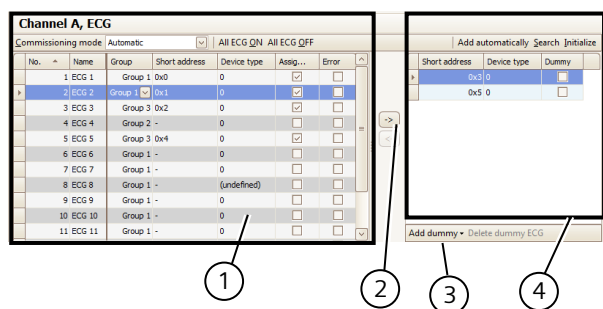 Channel A, ECG
Commissioning mode Automatic All ECG ON All ECG OFF
Add automatically Search Initialize
No. Name Group Short address Device type Assig... Error
1 ECG 1 Group 1 0x0 0
2 ECG 2 Group 1 0x1 0
3 ECG 3 Group 3 0x2 0
4 ECG 4 Group 2 - 0
5 ECG 5 Group 3 0x4 0
6 ECG 6 Group 1 - 0
7 ECG 7 Group 1 - 0
8 ECG 8 Group 1 - (undefined)
9 ECG 9 Group 1 - 0
10 ECG 10 Group 1 - 0
11 ECG 11 Group 1 - 0
->
<
Short address Device type Dummy
0x3 0
0x5 0
Add dummy Delete dummy ECG
1
2
3
4